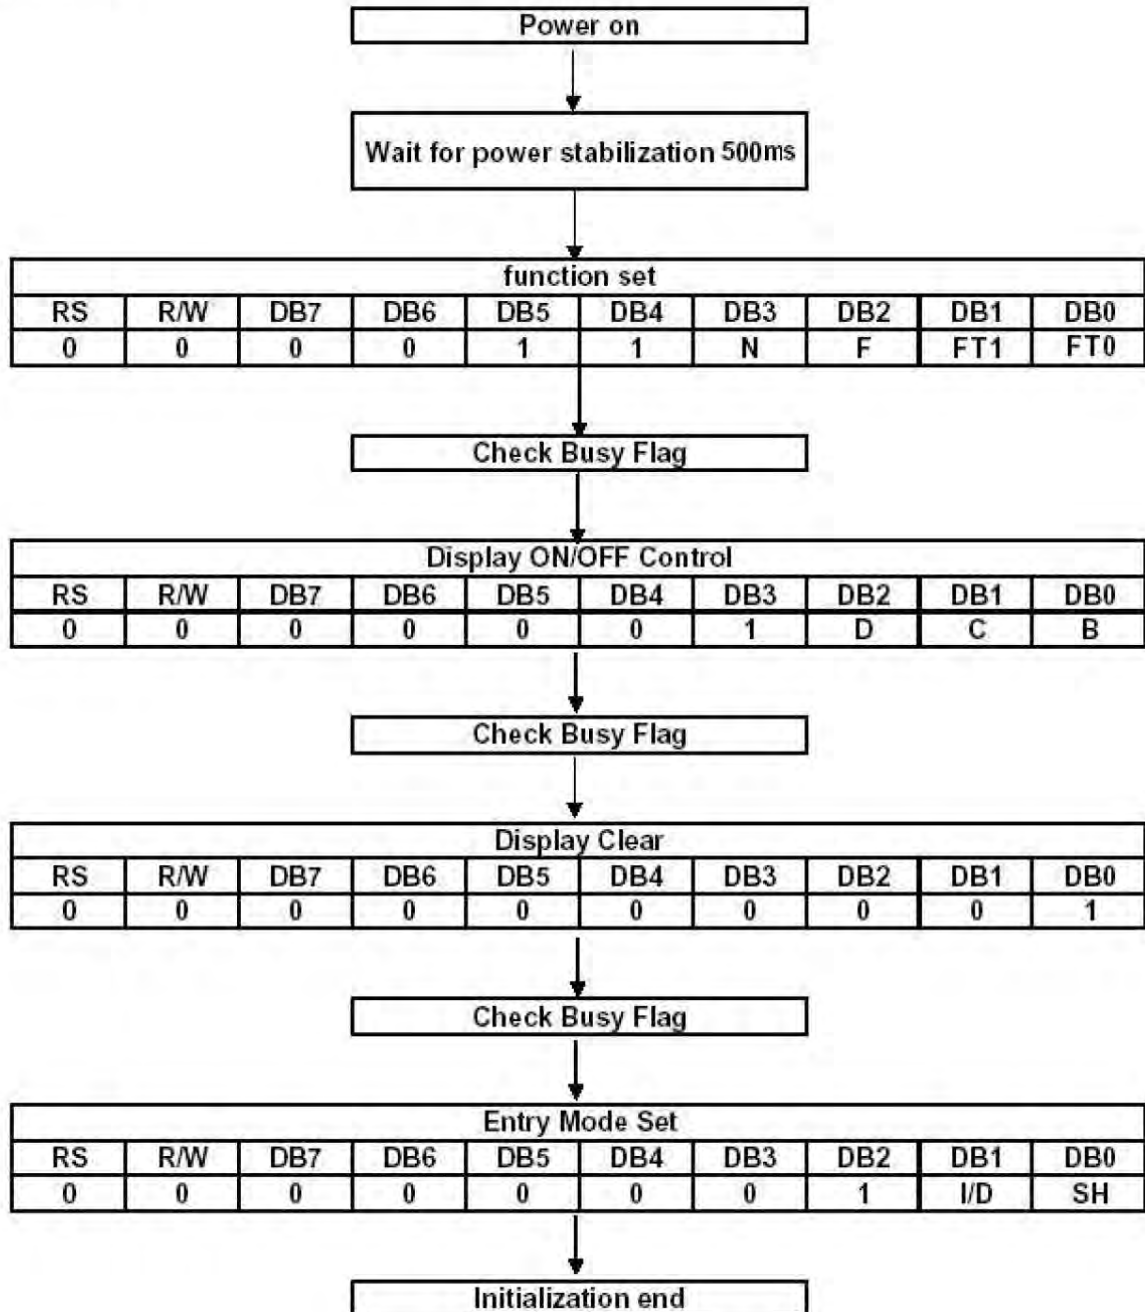 Power on
Wait for power stabilization 500ms
function set
RS R/W DB7 DB6 DB5 DB4 DB3 DB2 DB1 DB0
0 0 0 0 1 1 N F FT1 FT0
Check Busy Flag
Display ON/OFF Control
RS R/W DB7 DB6 DB5 DB4 DB3 DB2 DB1 DB0
0 0 0 0 0 0 1 D C B
Check Busy Flag
Display Clear
RS R/W DB7 DB6 DB5 DB4 DB3 DB2 DB1 DB0
0 0 0 0 0 0 0 0 0 1
Check Busy Flag
Entry Mode Set
RS R/W DB7 DB6 DB5 DB4 DB3 DB2 DB1 DB0
0 0 0 0 0 0 0 1 I/D SH
Initialization end